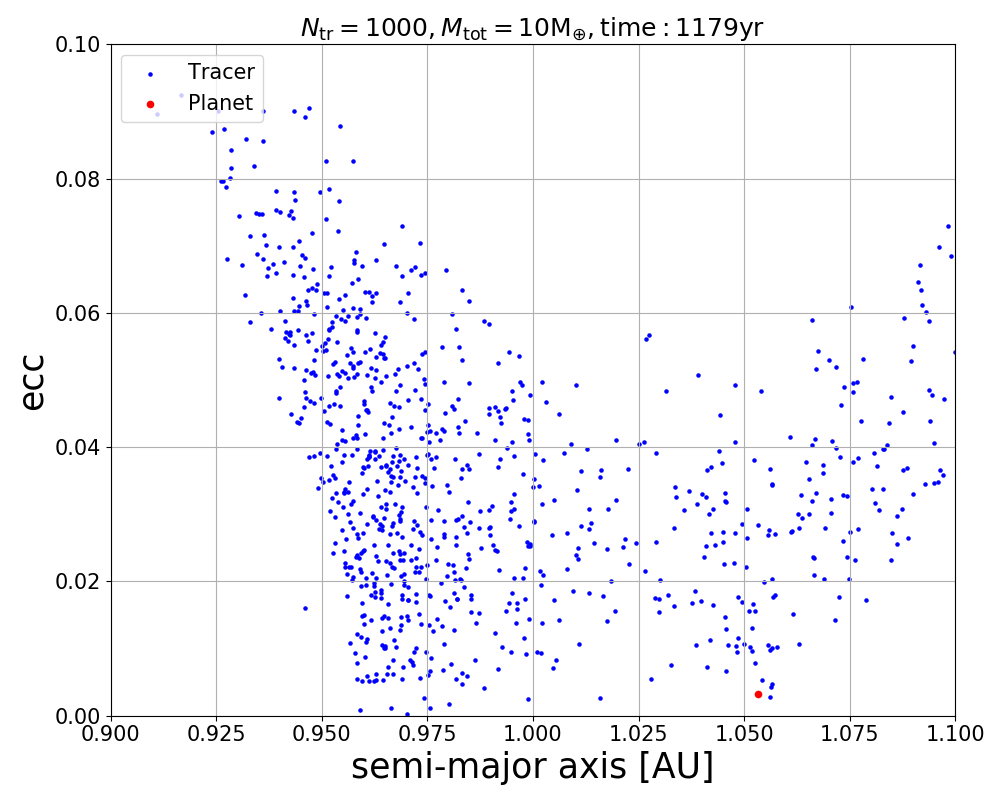 N_tr = 1000, M_tot = 10M_⊕, time : 1179yr
Tracer
Planet
ecc
0.10
0.08
0.06
0.04
0.02
0.00
0.900 0.925 0.950 0.975 1.000 1.025 1.050 1.075 1.100
semi-major axis [AU]